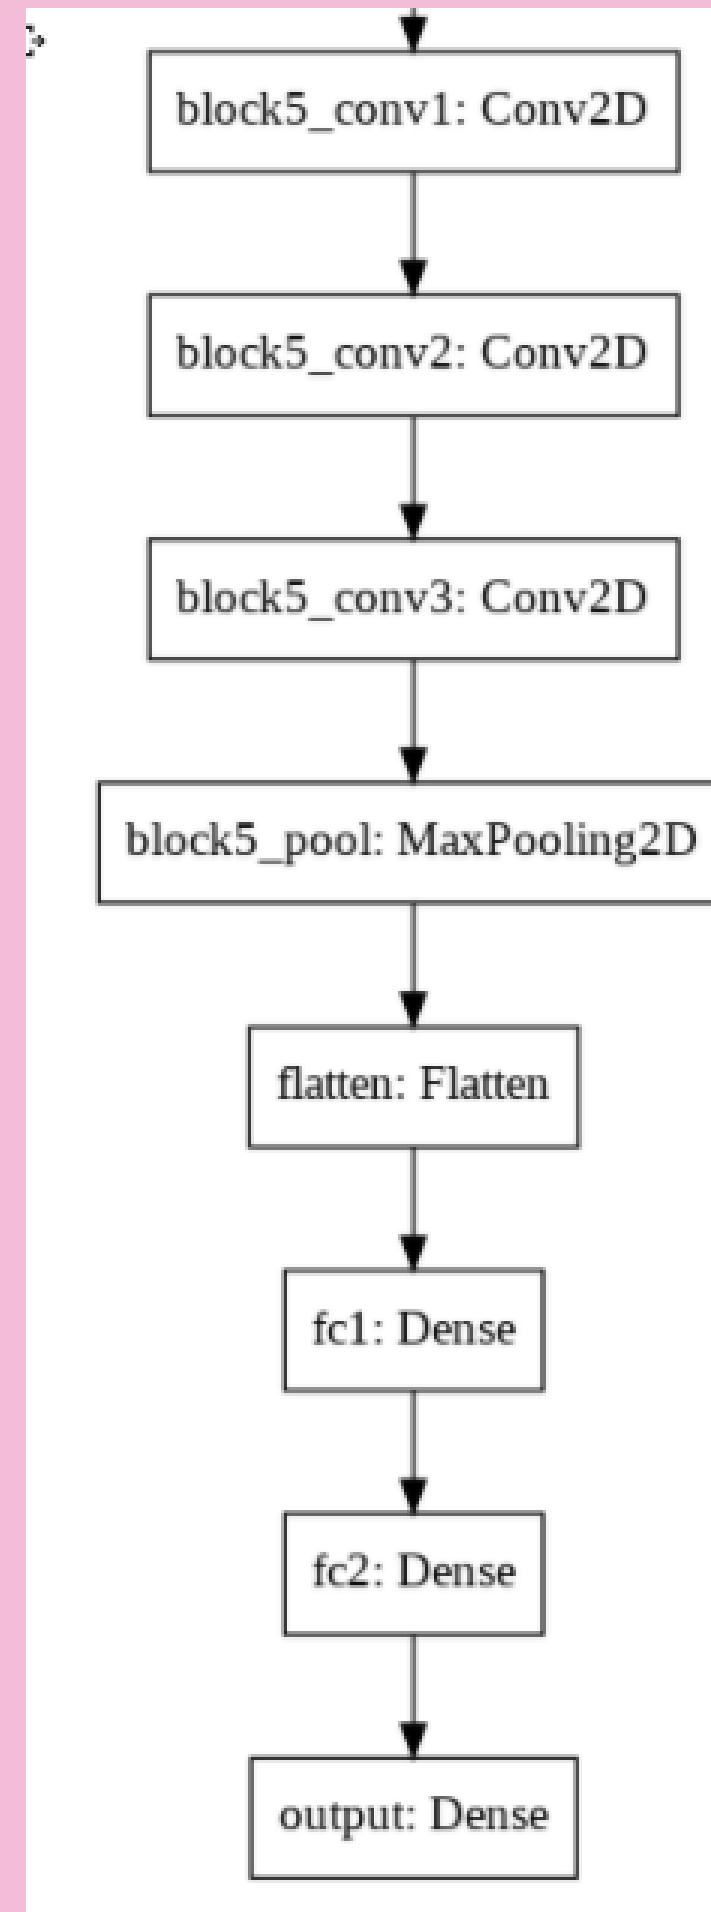 block5_conv1: Conv2D
block5_conv2: Conv2D
block5_conv3: Conv2D
block5_pool: MaxPooling2D
flatten: Flatten
fc1: Dense
fc2: Dense
output: Dense